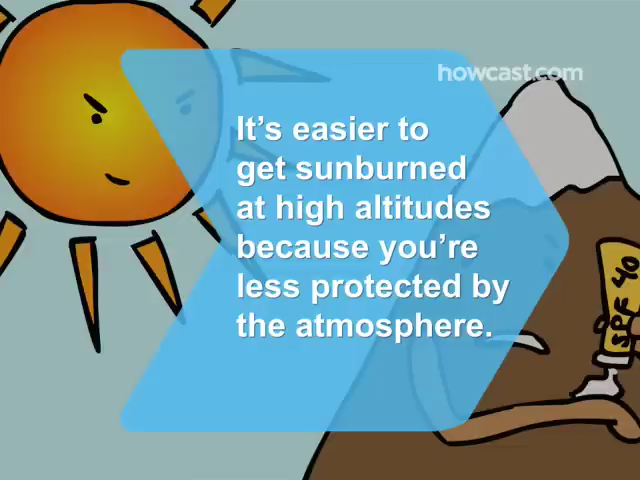 howcast.com
It's easier to
get sunburned
at high altitudes
because you're
less protected by
the atmosphere.
SPF 40